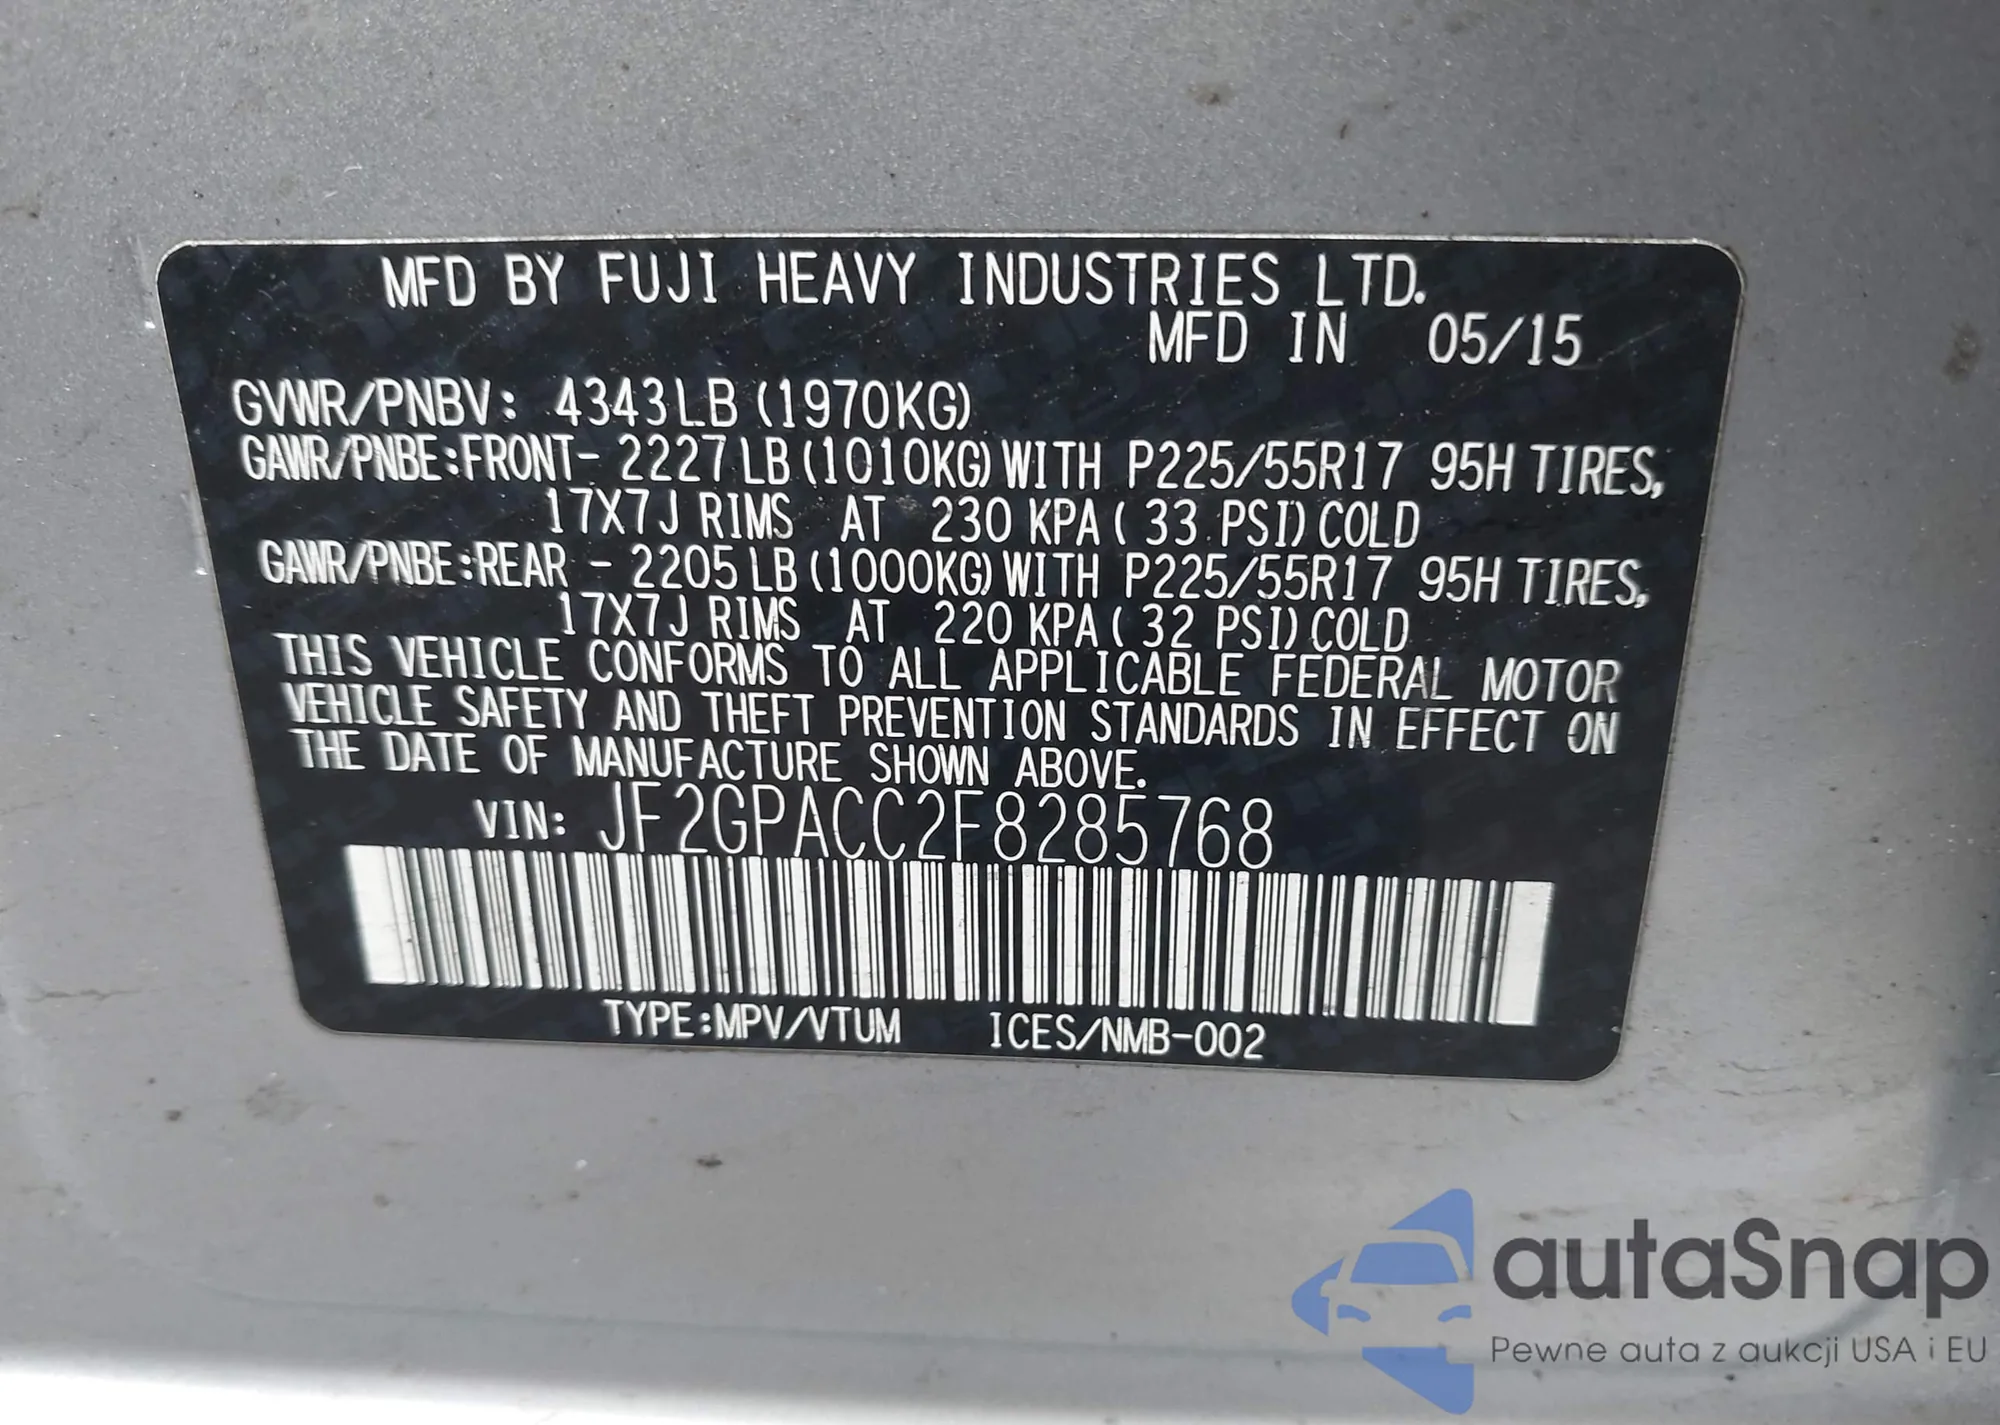 MFD BY FUJI HEAVY INDUSTRIES LTD.
MFD IN 05/15
GVWR/PNBV: 4343LB (1970KG)
GAWR/PNBE:FRONT- 2227LB (1010KG) WITH P225/55R17 95H TIRES,
17X7J RIMS AT 230 KPA ( 33 PSI) COLD
GAWR/PNBE:REAR - 2205LB (1000KG) WITH P225/55R17 95H TIRES,
17X7J RIMS AT 220 KPA ( 32 PSI) COLD
THIS VEHICLE CONFORMS TO ALL APPLICABLE FEDERAL MOTOR
VEHICLE SAFETY AND THEFT PREVENTION STANDARDS IN EFFECT ON
THE DATE OF MANUFACTURE SHOWN ABOVE.
VIN: JF2GPACC2F8285768
TYPE:MPV/VTUM ICES/NMB-002
autaSnap
Pewne auta z aukcji USA i EU